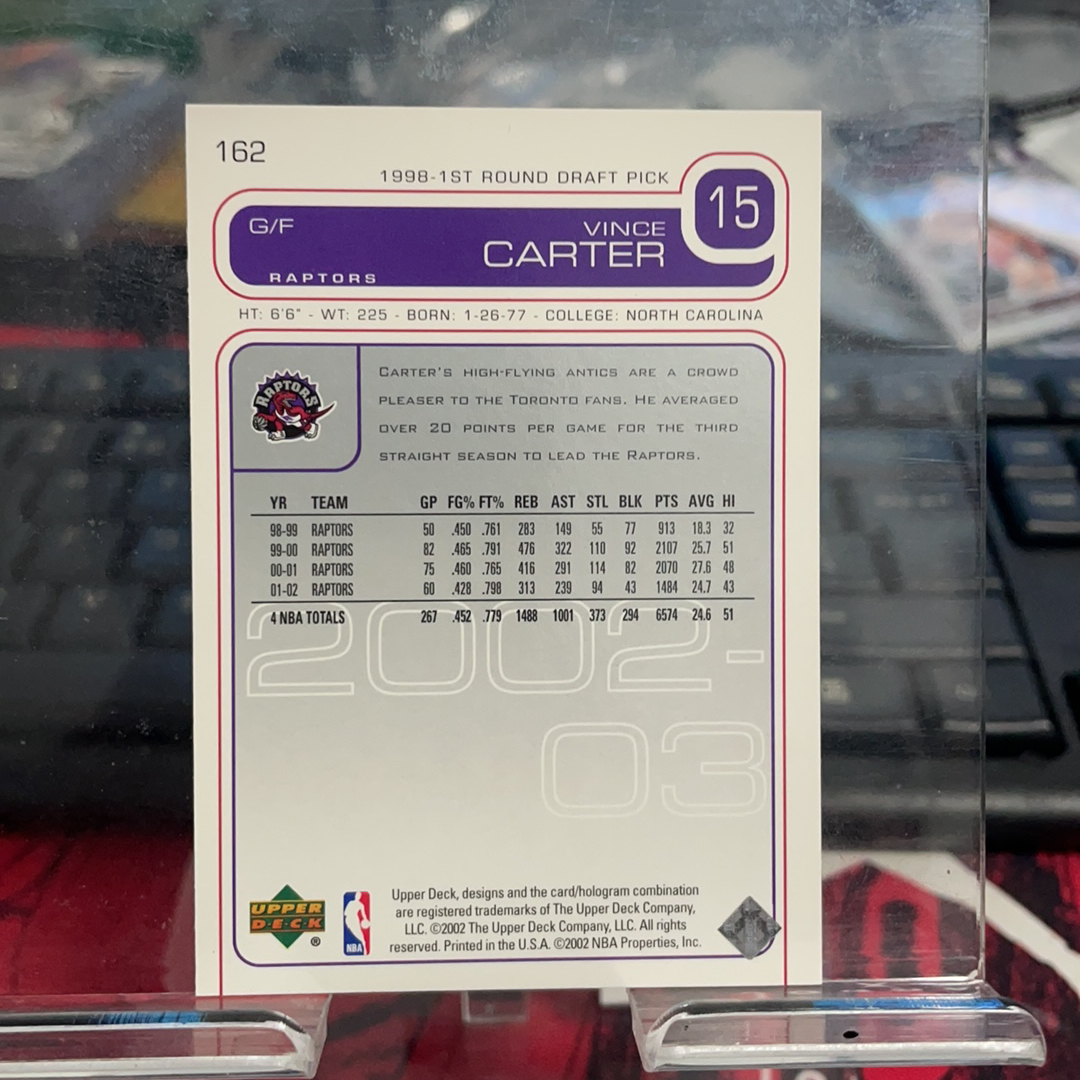 162
1998-1ST ROUND DRAFT PICK
15
G/F
VINCE
CARTER
RAPTORS
HT: 6'6" - WT: 225 - BORN: 1-26-77 - COLLEGE: NORTH CAROLINA
RAPTORS
CARTER'S HIGH-FLYING ANTICS ARE A CROWD
PLEASER TO THE TORONTO FANS. HE AVERAGED
OVER 20 POINTS PER GAME FOR THE THIRD
STRAIGHT SEASON TO LEAD THE RAPTORS.
YR TEAM GP FG% FT% REB AST STL BLK PTS AVG HI
98-99 RAPTORS 50 .450 .761 283 149 55 77 913 18.3 32
99-00 RAPTORS 82 .465 .791 476 322 110 92 2107 25.7 51
00-01 RAPTORS 75 .460 .765 416 291 114 82 2070 27.6 48
01-02 RAPTORS 60 .428 .798 313 239 94 43 1484 24.7 43
4 NBA TOTALS 267 .452 .779 1488 1001 373 294 6574 24.6 51
2002-
03
UPPER
DECK
®
NBA
Upper Deck, designs and the card/hologram combination
are registered trademarks of The Upper Deck Company,
LLC. ©2002 The Upper Deck Company, LLC. All rights
reserved. Printed in the U.S.A. ©2002 NBA Properties, Inc.